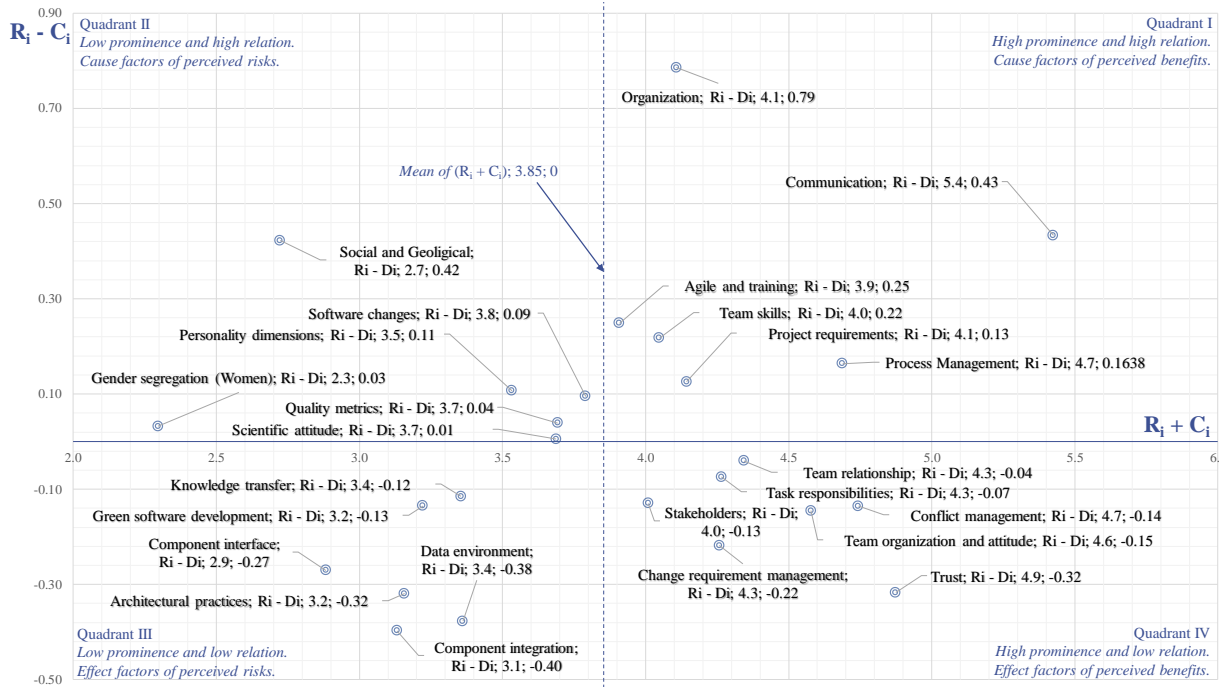 0.90
R_i - C_i
Quadrant II
Low prominence and high relation.
Cause factors of perceived risks.
Quadrant I
High prominence and high relation.
Cause factors of perceived benefits.
0.70
Organization; Ri - Di; 4.1; 0.79
Mean of (R_i + C_i); 3.85; 0
Communication; Ri - Di; 5.4; 0.43
0.50
Social and Geoligical;
Ri - Di; 2.7; 0.42
0.30
Agile and training; Ri - Di; 3.9; 0.25
Software changes; Ri - Di; 3.8; 0.09
Team skills; Ri - Di; 4.0; 0.22
Personality dimensions; Ri - Di; 3.5; 0.11
Project requirements; Ri - Di; 4.1; 0.13
Process Management; Ri - Di; 4.7; 0.1638
Gender segregation (Women); Ri - Di; 2.3; 0.03
0.10
Quality metrics; Ri - Di; 3.7; 0.04
Scientific attitude; Ri - Di; 3.7; 0.01
R_i + C_i
2.0 2.5 3.0 3.5 4.0 4.5 5.0 5.5 6.
Team relationship; Ri - Di; 4.3; -0.04
Knowledge transfer; Ri - Di; 3.4; -0.12
-0.10
Task responsibilities; Ri - Di; 4.3; -0.07
Green software development; Ri - Di; 3.2; -0.13
Stakeholders; Ri - Di;
4.0; -0.13
Conflict management; Ri - Di; 4.7; -0.14
Team organization and attitude; Ri - Di; 4.6; -0.15
Component interface;
Ri - Di; 2.9; -0.27
Data environment;
Ri - Di; 3.4; -0.38
Change requirement management;
Ri - Di; 4.3; -0.22
Trust; Ri - Di; 4.9; -0.32
-0.30
Architectural practices; Ri - Di; 3.2; -0.32
Quadrant III
Low prominence and low relation.
Effect factors of perceived risks.
Component integration;
Ri - Di; 3.1; -0.40
Quadrant IV
High prominence and low relation.
Effect factors of perceived benefits.
-0.50